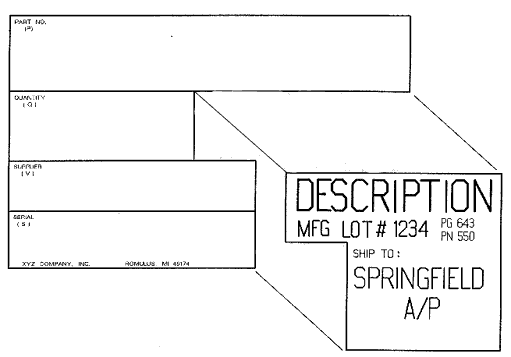 PART NO.
(P)
QUANTITY
(Q)
SUPPLIER
(V)
SERIAL
(S)
XYZ COMPANY, INC. ROMULUS, MI 48174
DESCRIPTION
MFG LOT # 1234 PG 643
PN 550
SHIP TO:
SPRINGFIELD
A/P